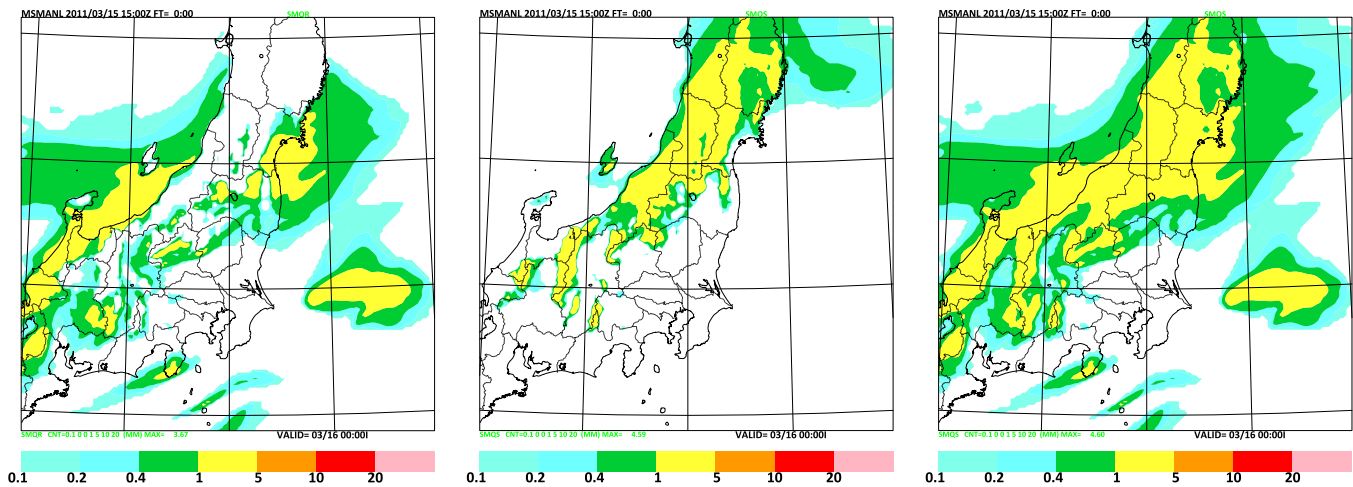 MSMANL 2011/03/15 15:00Z FT= 0:00
SMQR
SMQR CNT=0.1 0 0 1 5 10 20 (MM) MAX= 3.67
VALID= 03/16 00:00I
0.1 0.2 0.4 1 5 10 20
MSMANL 2011/03/15 15:00Z FT= 0:00
SMQS
SMQS CNT=0.1 0 0 1 5 10 20 (MM) MAX= 4.59
VALID= 03/16 00:00I
0.1 0.2 0.4 1 5 10 20
MSMANL 2011/03/15 15:00Z FT= 0:00
SMQS
SMQS CNT=0.1 0 0 1 5 10 20 (MM) MAX= 4.60
VALID= 03/16 00:00I
0.1 0.2 0.4 1 5 10 20